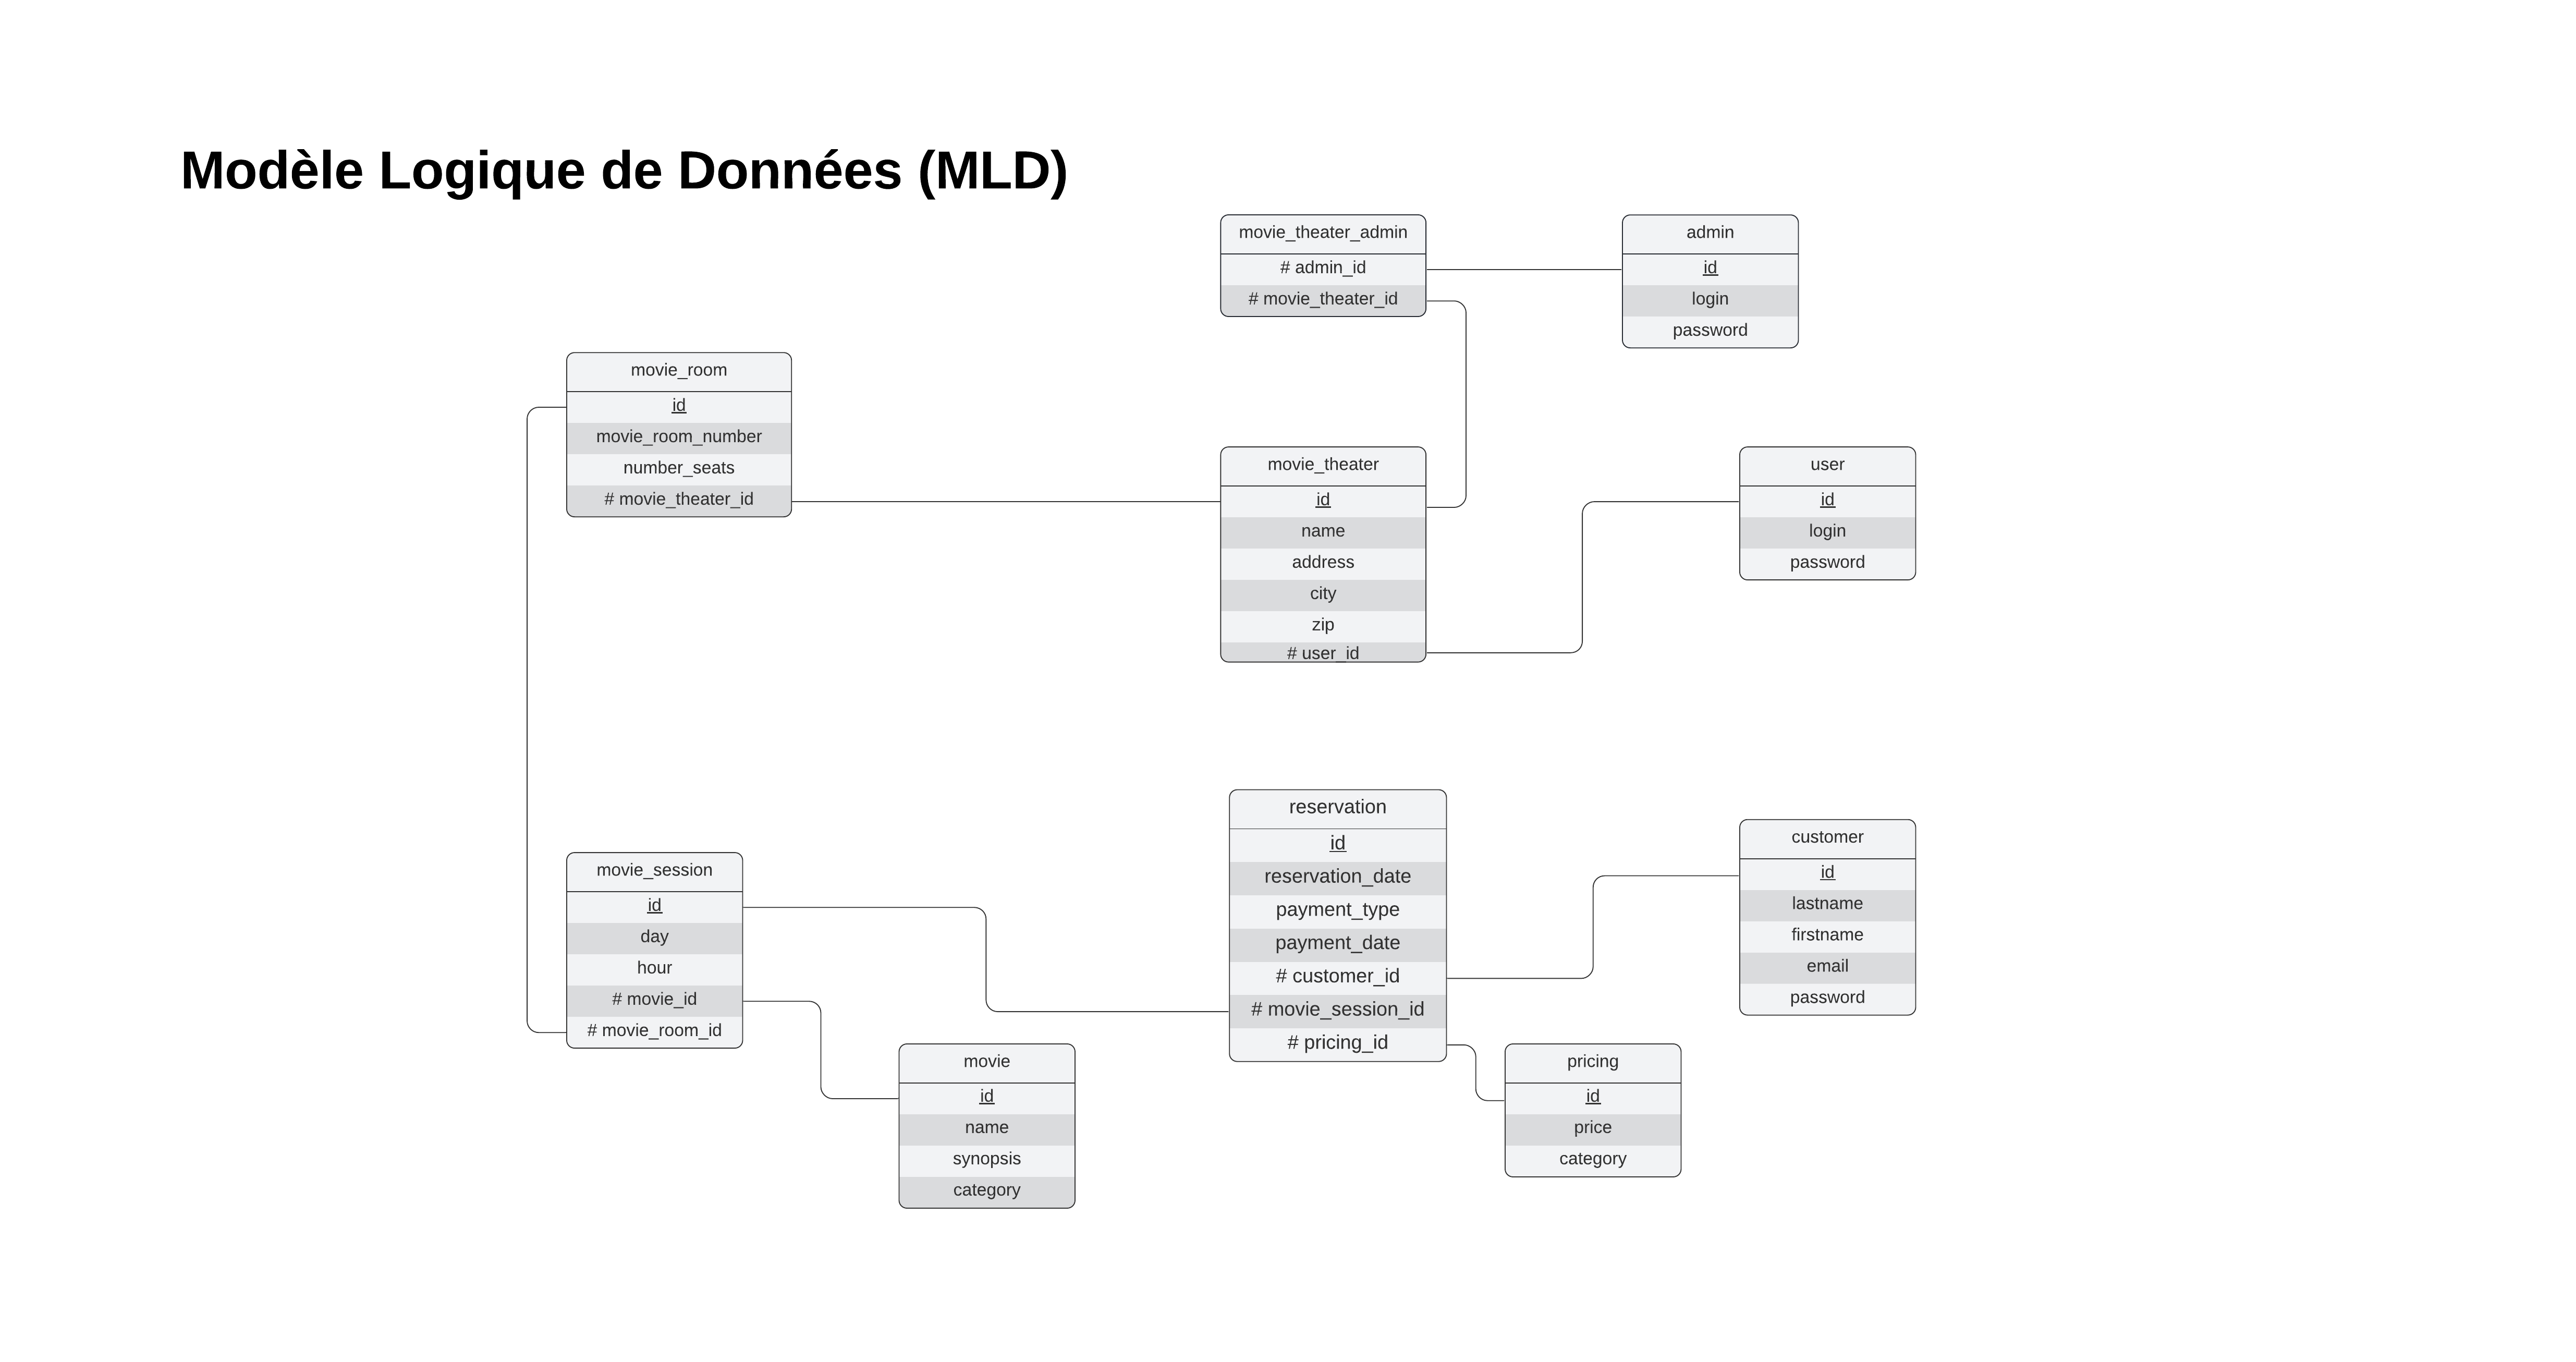 Modèle Logique de Données (MLD)
movie_theater_admin
# admin_id
# movie_theater_id
admin
id
login
password
movie_room
id
movie_room_number
number_seats
# movie_theater_id
movie_theater
id
name
address
city
zip
# user_id
user
id
login
password
reservation
id
reservation_date
payment_type
payment_date
# customer_id
# movie_session_id
# pricing_id
customer
id
lastname
firstname
email
password
movie_session
id
day
hour
# movie_id
# movie_room_id
movie
id
name
synopsis
category
pricing
id
price
category